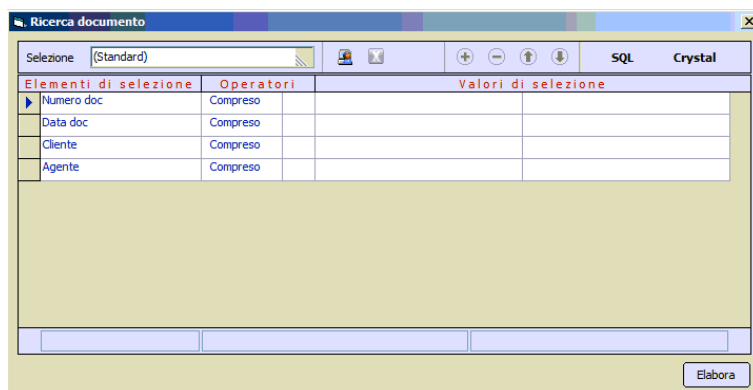 Ricerca documento
Selezione (Standard) SQL Crystal
Elementi di selezione Operatori Valori di selezione
Numero doc Compreso
Data doc Compreso
Cliente Compreso
Agente Compreso
Elabora